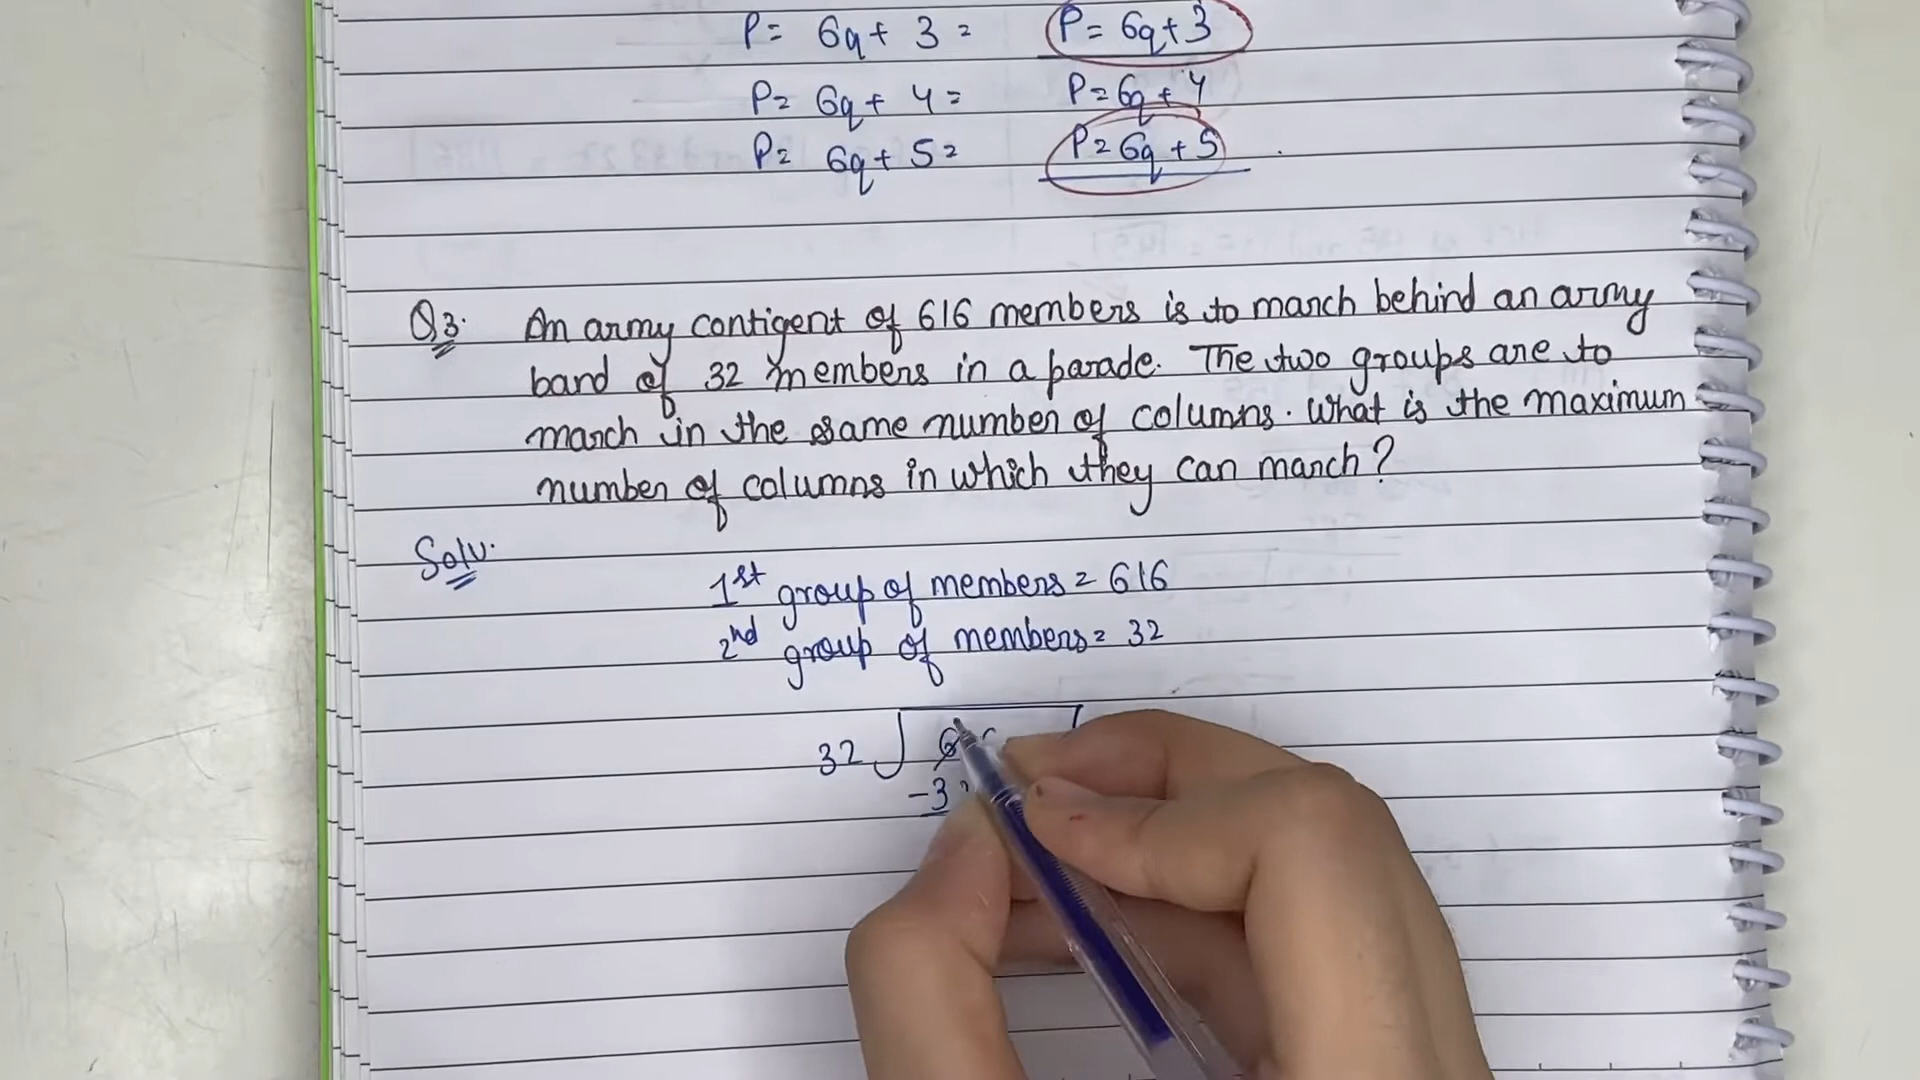 P= 6q+ 3 = P= 6q+3
P= 6q+ 4 = P=6q+4
P= 6q+5= P=6q+5
Q3. An army contigent of 616 members is to march behind an army
band of 32 members in a parade. The two groups are to
march in the same number of columns. What is the maximum
number of columns in which they can march?
Solu.
1st group of members = 616
2nd group of members= 32
32
-3